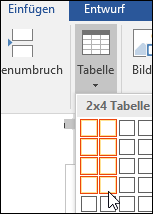 Einfügen Entwurf
enumbruch Tabelle Bild
2x4 Tabelle